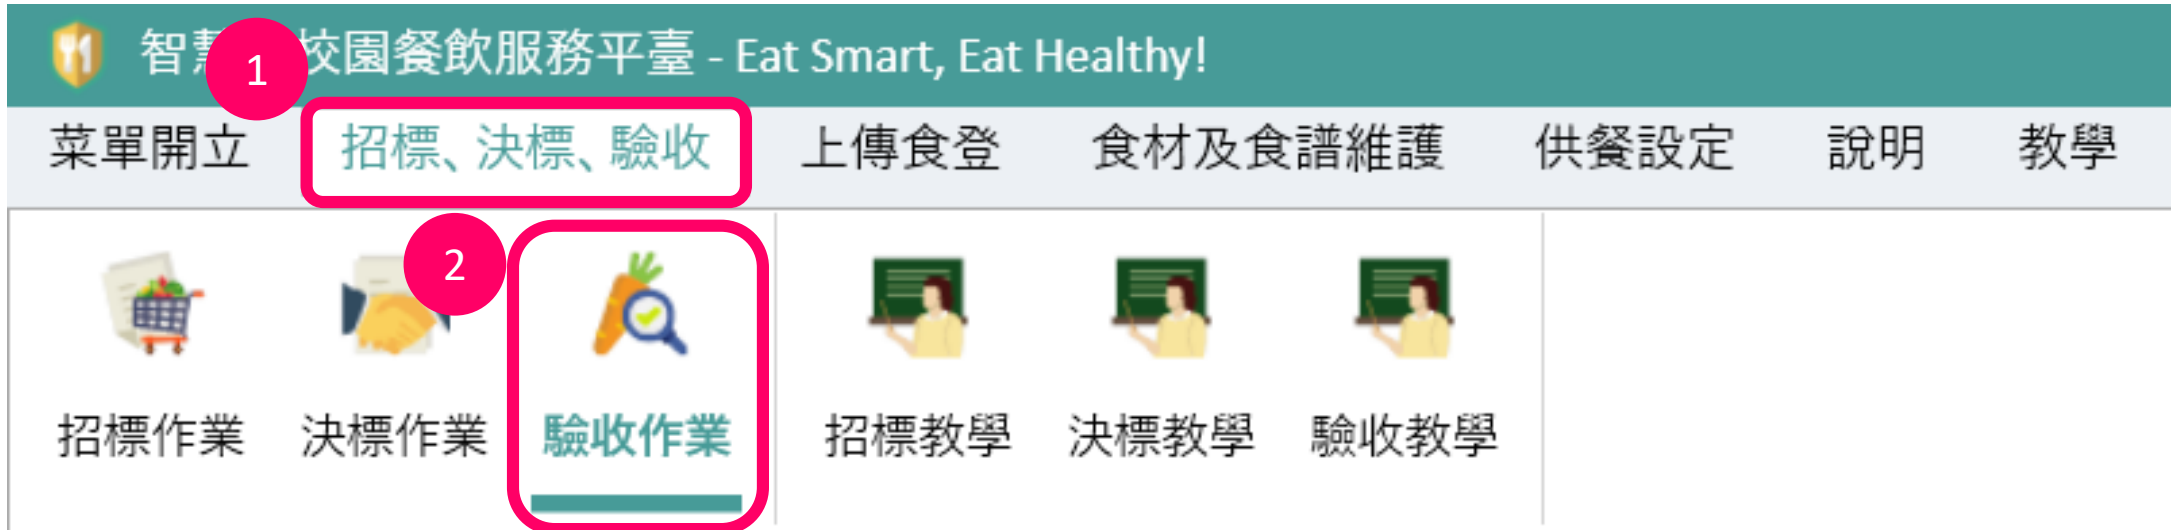 智慧校園餐飲服務平臺 - Eat Smart, Eat Healthy!
1
菜單開立 招標、決標、驗收 上傳食登 食材及食譜維護 供餐設定 說明 教學
2
招標作業 決標作業 驗收作業 招標教學 決標教學 驗收教學